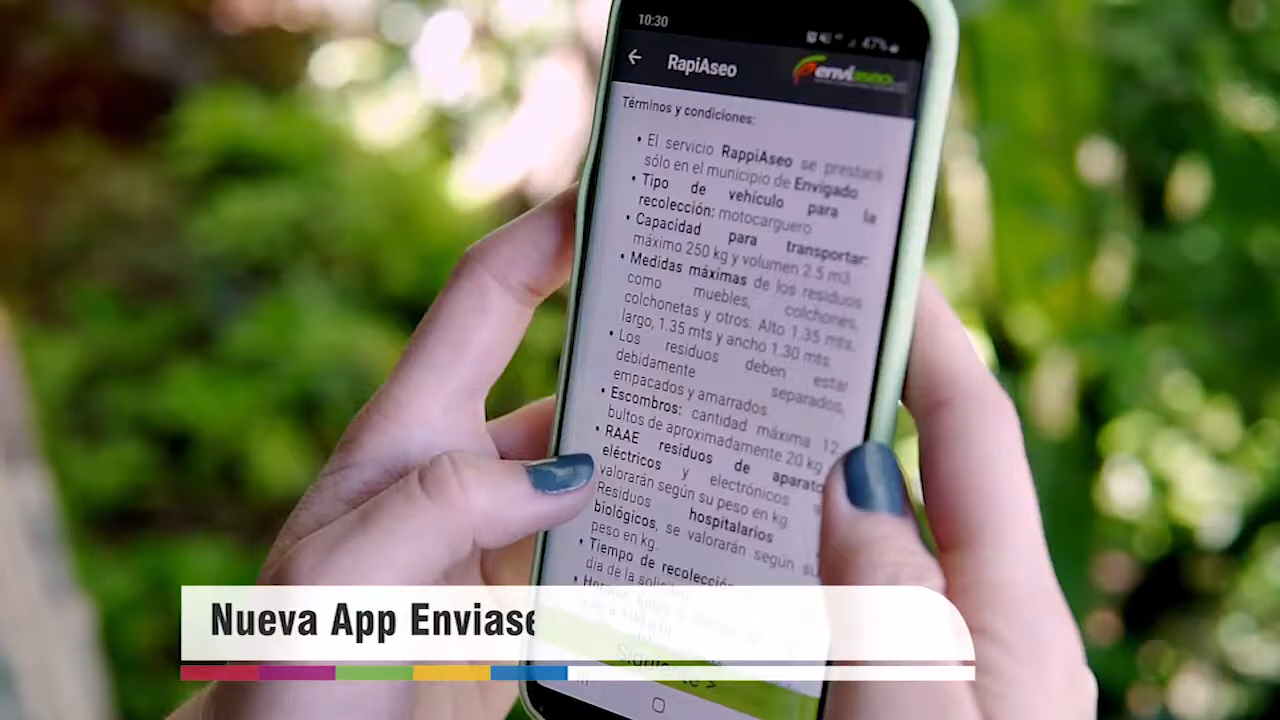 10:30
47%
RapiAseo
enviaseo
Términos y condiciones:
• El servicio RappiAseo se prestará
sólo en el municipio de Envigado
• Tipo de vehículo para la
recolección: motocarguero
• Capacidad para transportar:
máximo 250 kg y volumen 2.5 m3
• Medidas máximas de los residuos
como muebles, colchones,
colchonetas y otros: Alto 1.35 mts.
largo, 1.35 mts y ancho 1.30 mts.
• Los residuos deben estar
debidamente separados,
empacados y amarrados
• Escombros: cantidad máxima 12
bultos de aproximadamente 20 kg
• RAAE residuos de aparato
eléctricos y electrónicos
valorarán según su peso en kg
Residuos hospitalarios
biológicos, se valorarán según su
peso en kg.
• Tiempo de recolección
día de la
Nueva App Enviase